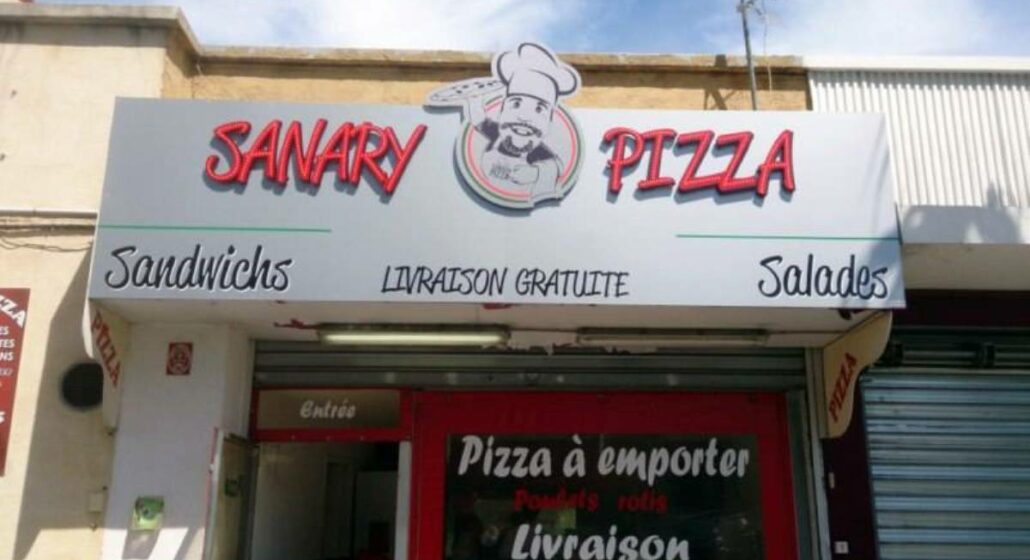 SANARY PIZZA
Sandwichs
LIVRAISON GRATUITE
Salades
PIZZA
PIZZA
Entrée
Pizza à emporter
Poulets rotis
Livraison